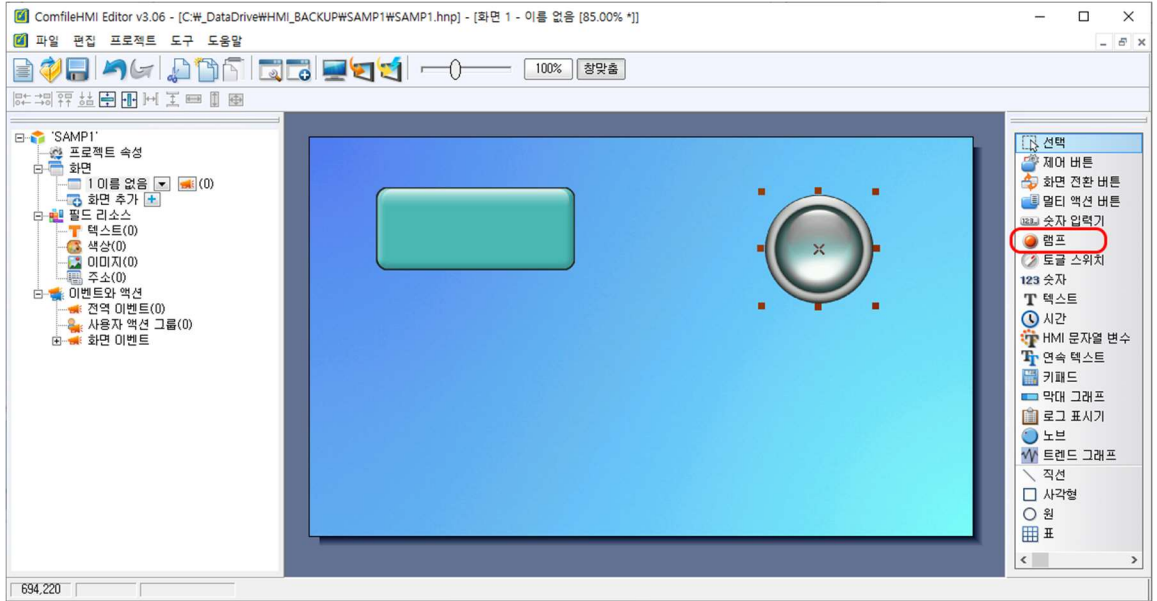 ComfileHMI Editor v3.06 - [C:₩_DataDrive₩HMI_BACKUP₩SAMP1₩SAMP1.hnp] - [화면 1 - 이름 없음 [85.00% *]]
파일 편집 프로젝트 도구 도움말
100% 창맞춤
'SAMP1'
프로젝트 속성
화면
1 이름 없음 (0)
화면 추가
필드 리소스
텍스트(0)
색상(0)
이미지(0)
주소(0)
이벤트와 액션
전역 이벤트(0)
사용자 액션 그룹(0)
화면 이벤트
선택
제어 버튼
화면 전환 버튼
멀티 액션 버튼
숫자 입력기
램프
토글 스위치
123 숫자
텍스트
시간
HMI 문자열 변수
연속 텍스트
키패드
막대 그래프
로그 표시기
노브
트렌드 그래프
직선
사각형
원
표
694,220